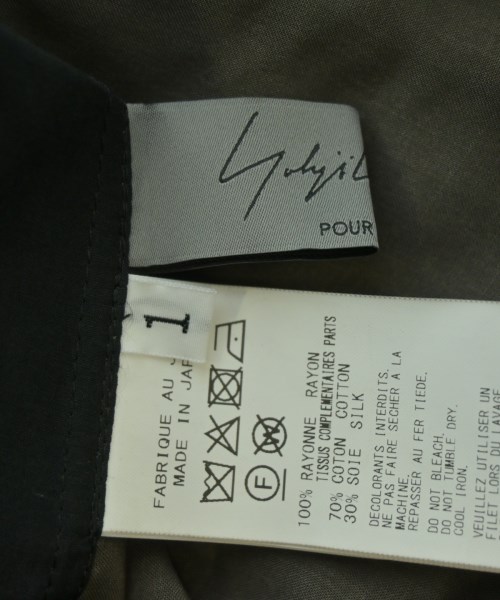 Yohji
POUR
1
FABRIQUE AU
MADE IN JAP
F
W
100% RAYONNE RAYON
TISSUS COMPLEMENTAIRES PARTS
70% COTON COTTON
30% SOIE SILK
DECOLORANTS INTERDITS.
NE PAS FAIRE SECHER A LA
MACHINE.
REPASSER AU FER TIEDE.
DO NOT BLEACH.
DO NOT TUMBLE DRY.
COOL IRON.
VEUILLEZ UTILISER UN
FILET LORS DU LAVAGE